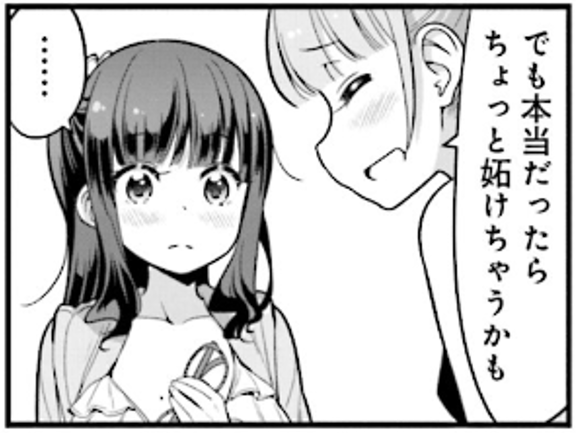 でも本当だったら
ちょっと妬けちゃうかも
……